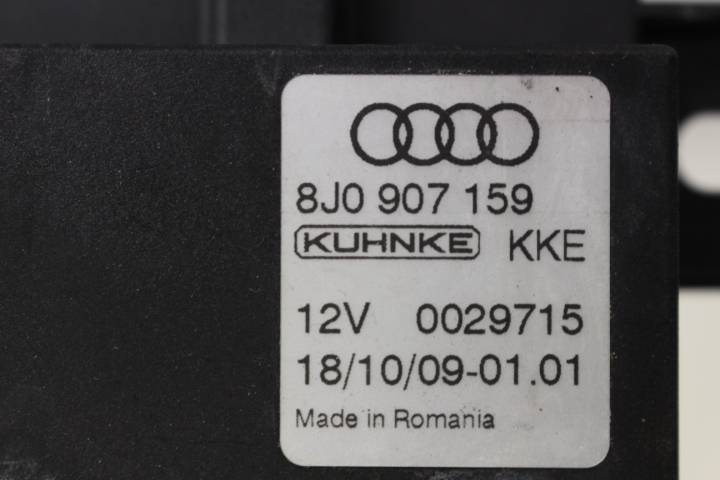 8J0 907 159
KUHNKE KKE
12V 0029715
18/10/09-01.01
Made in Romania